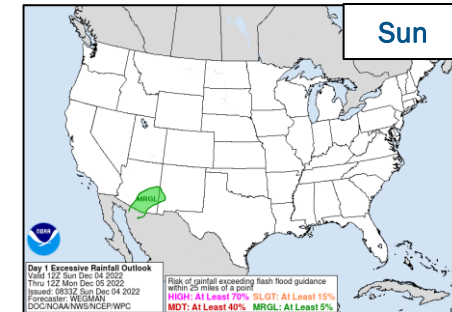 Sun
MRGL
NOAA
Day 1 Excessive Rainfall Outlook
Valid 12Z Sun Dec 04 2022
Thru 12Z Mon Dec 05 2022
Issued: 0833Z Sun Dec 04 2022
Forecaster: WEGMAN
DOC/NOAA/NWS/NCEP/WPC
Risk of rainfall exceeding flash flood guidance
within 25 miles of a point
HIGH: At Least 70% SLGT: At Least 15%
MDT: At Least 40% MRGL: At Least 5%